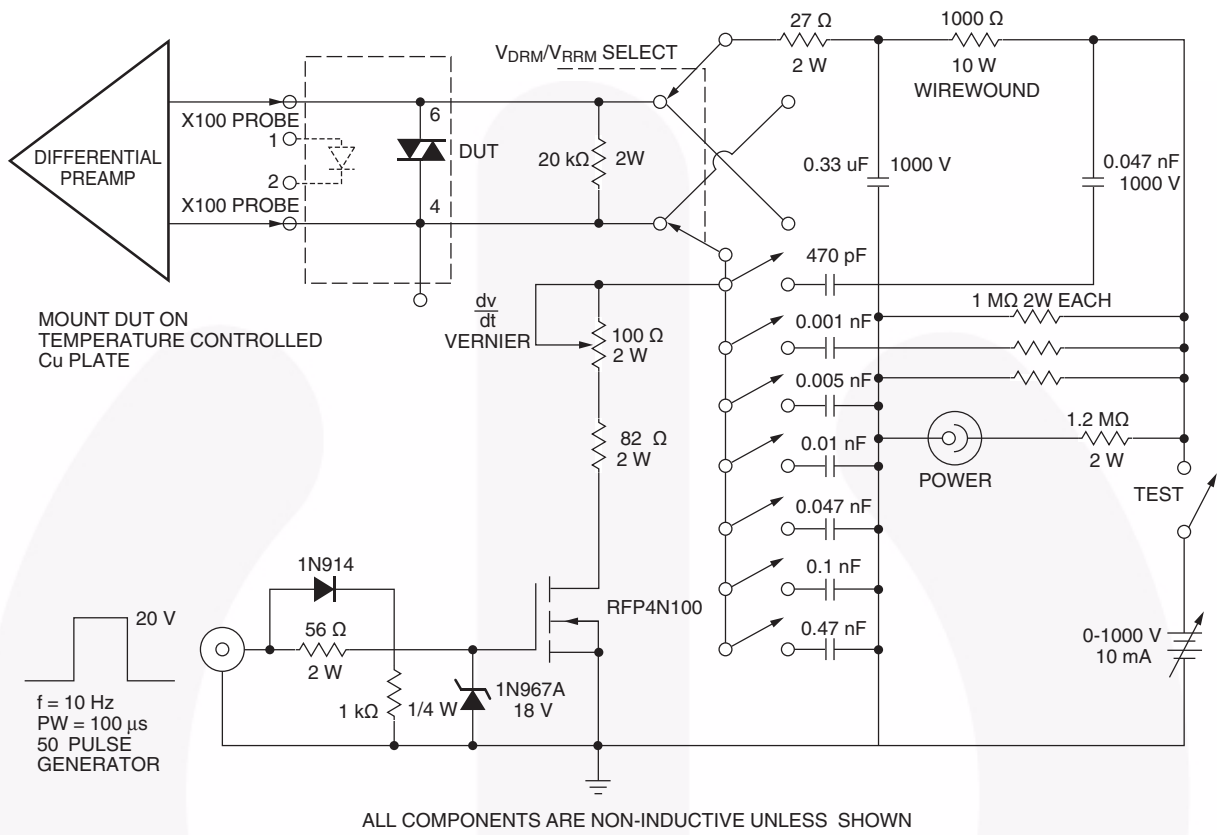 27 Ω
2 W
1000 Ω
10 W
WIREWOUND
VDRM/VRRM SELECT
X100 PROBE
1
2
X100 PROBE
DIFFERENTIAL
PREAMP
6
DUT
4
20 kΩ
2W
0.33 uF
1000 V
0.047 nF
1000 V
MOUNT DUT ON
TEMPERATURE CONTROLLED
Cu PLATE
dv
dt
VERNIER
100 Ω
2 W
82 Ω
2 W
470 pF
0.001 nF
0.005 nF
0.01 nF
0.047 nF
0.1 nF
0.47 nF
1 MΩ 2W EACH
POWER
1.2 MΩ
2 W
TEST
0-1000 V
10 mA
20 V
f = 10 Hz
PW = 100 μs
50 PULSE
GENERATOR
1N914
56 Ω
2 W
1 kΩ
1/4 W
1N967A
18 V
RFP4N100
ALL COMPONENTS ARE NON-INDUCTIVE UNLESS SHOWN